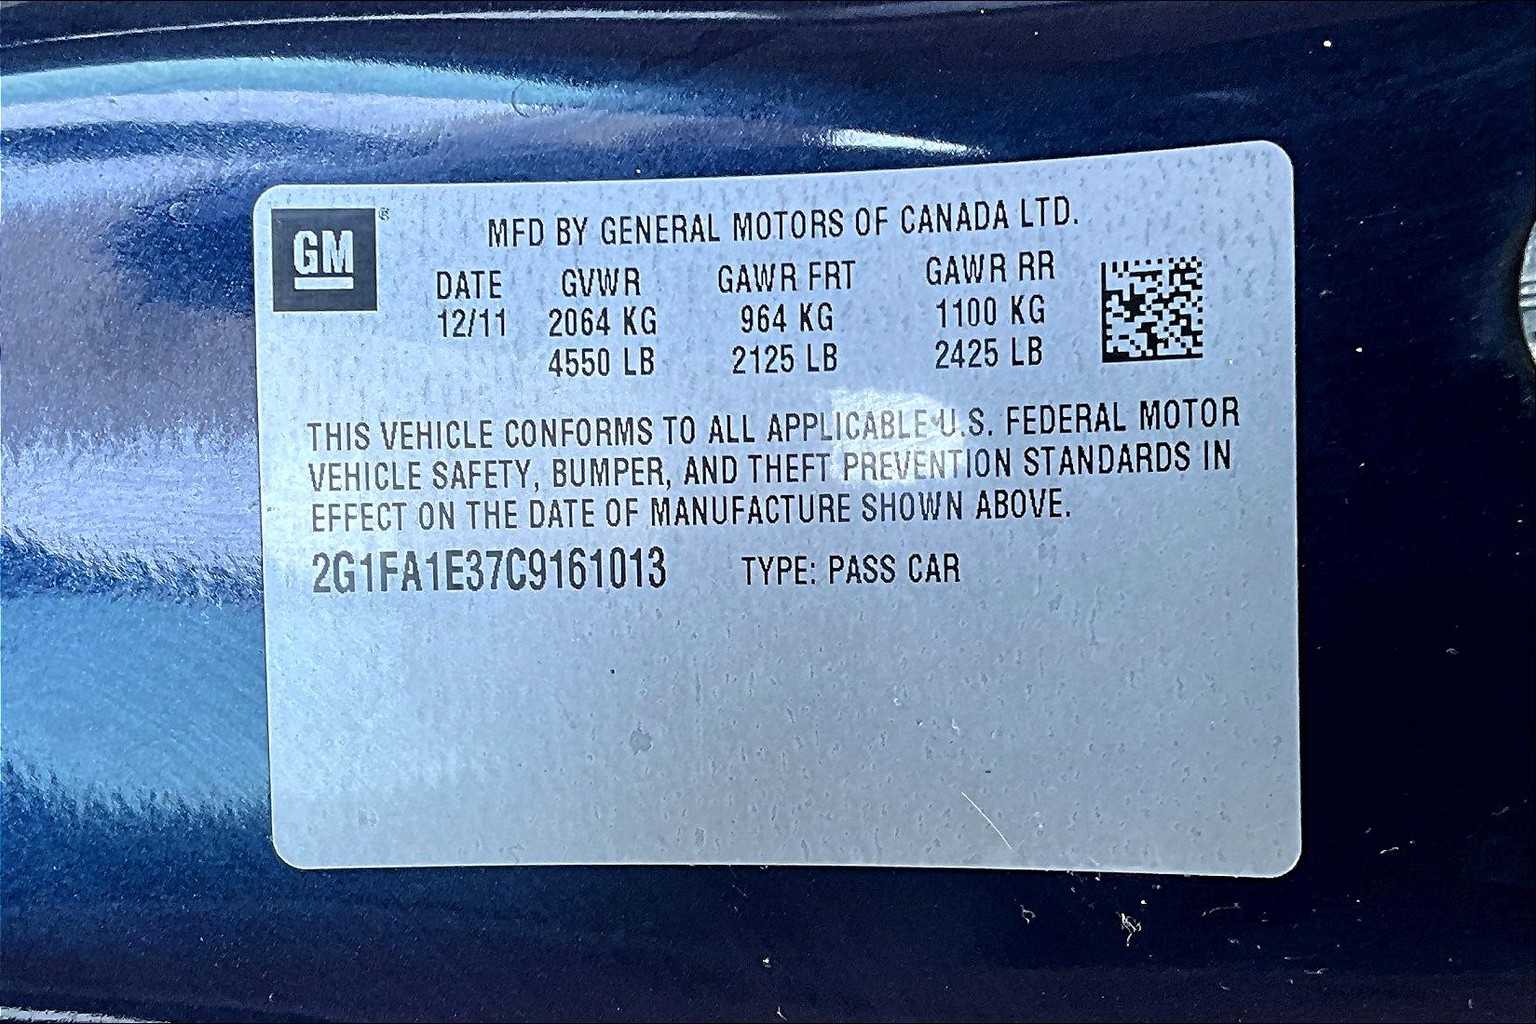 GM ®
MFD BY GENERAL MOTORS OF CANADA LTD.
DATE GVWR GAWR FRT GAWR RR
12/11 2064 KG 964 KG 1100 KG
4550 LB 2125 LB 2425 LB
THIS VEHICLE CONFORMS TO ALL APPLICABLE U.S. FEDERAL MOTOR
VEHICLE SAFETY, BUMPER, AND THEFT PREVENTION STANDARDS IN
EFFECT ON THE DATE OF MANUFACTURE SHOWN ABOVE.
2G1FA1E37C9161013 TYPE: PASS CAR